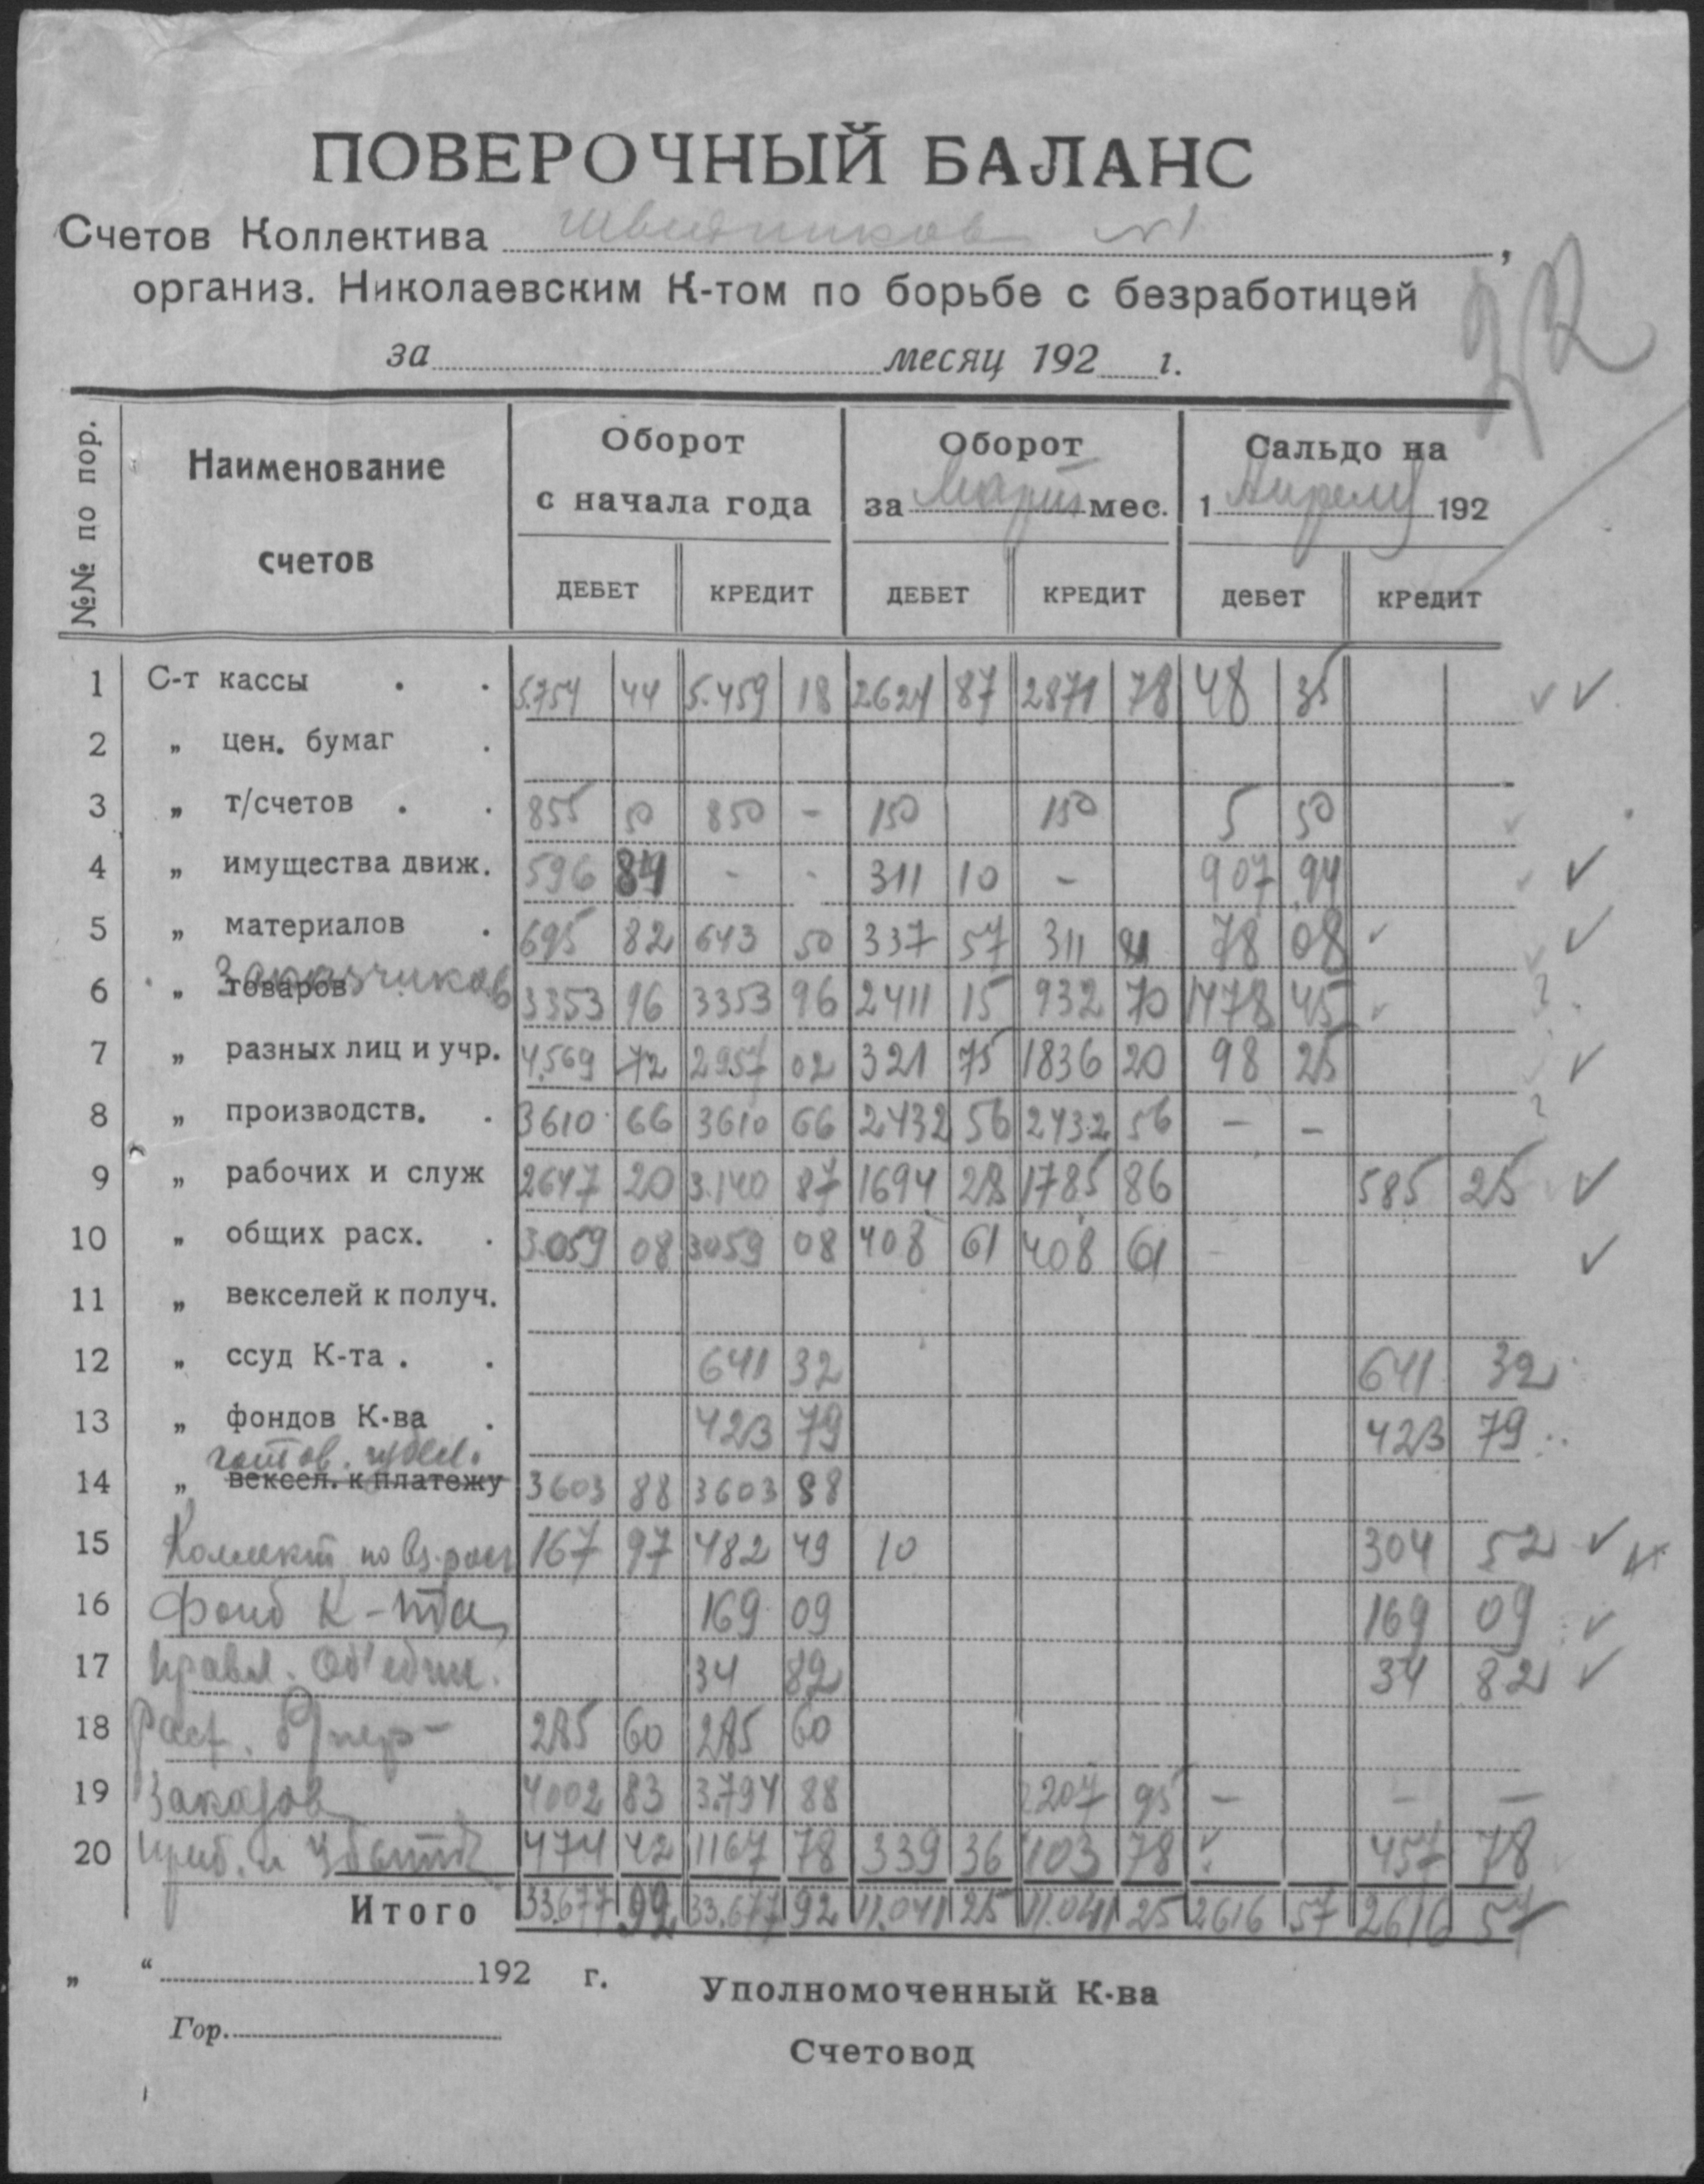 ПОВЕРОЧНЫЙ БАЛАНС
Счетов Коллектива Швейников №1,
организ. Николаевским К-том по борьбе с безработицей
за месяц 192 г.
№№ по пор. Наименование счетов Оборот с начала года Оборот за Март мес. Сальдо на 1 Апреля 192
ДЕБЕТ КРЕДИТ ДЕБЕТ КРЕДИТ дебет кредит
1 С-т кассы . . 5.754 44 5.459 18 2624 87 2871 78 48 35
2 „ цен. бумаг .
3 „ т/счетов . . 855 50 850 - 150 150 5 50
4 „ имущества движ. 596 84 - - 311 10 - 907 94
5 „ материалов . 695 82 643 50 337 57 311 81 78 08
Заказчиков
6 „ товаров 3353 96 3353 96 2411 15 932 70 1478 45
7 „ разных лиц и учр. 4.569 72 2957 02 321 75 1836 20 98 25
8 „ производств. . 3610 66 3610 66 2432 56 2432 56 - -
9 „ рабочих и служ 2647 20 3.140 87 1694 28 1785 86 585 25
10 „ общих расх. . 3.059 08 3059 08 408 61 408 61 -
11 „ векселей к получ.
12 „ ссуд К-та . . 641 32 641 32
13 „ фондов К-ва . 423 79 423 79
готов. издел.
14 „ вексел. к платежу 3603 88 3603 88
15 Коллект по вз. рост 167 97 482 49 10 304 52
16 Фонд К-та 169 09 169 09
17 Правл. Об'един. 34 82 34 82
18 285 60 285 60
19 Заказов 4002 83 3.794 88 207 95 - - -
20 Приб. и Убытк 474 42 1167 78 339 36 103 78 457 78
Итого 33.677 92 33.677 92 11.041 25 11.041 25 2616 57 2616 57
„ “ 192 г. Уполномоченный К-ва
Гор.
Счетовод